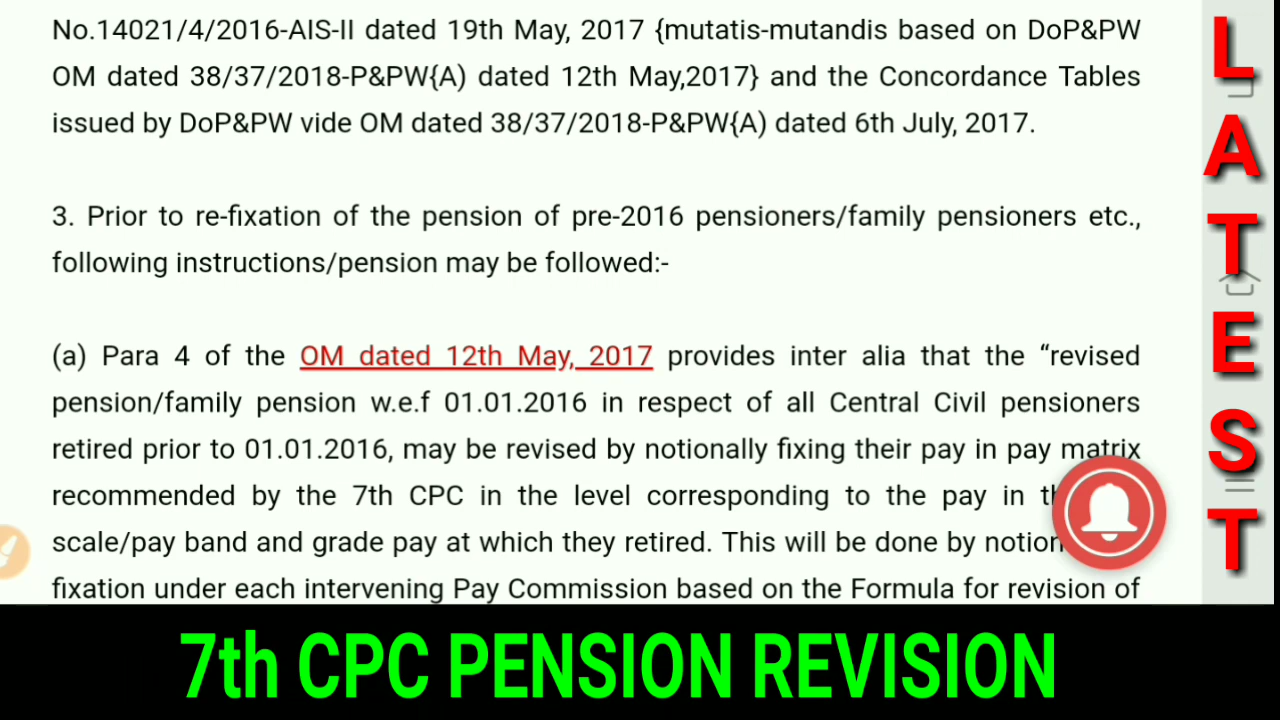 No.14021/4/2016-AIS-II dated 19th May, 2017 {mutatis-mutandis based on DoP&PW
OM dated 38/37/2018-P&PW{A) dated 12th May,2017} and the Concordance Tables
issued by DoP&PW vide OM dated 38/37/2018-P&PW{A) dated 6th July, 2017.
3. Prior to re-fixation of the pension of pre-2016 pensioners/family pensioners etc.,
following instructions/pension may be followed:-
(a) Para 4 of the OM dated 12th May, 2017 provides inter alia that the “revised
pension/family pension w.e.f 01.01.2016 in respect of all Central Civil pensioners
retired prior to 01.01.2016, may be revised by notionally fixing their pay in pay matrix
recommended by the 7th CPC in the level corresponding to the pay in
scale/pay band and grade pay at which they retired. This will be done by
fixation under each intervening Pay Commission based on the Formula for revision of
LATEST
7th CPC PENSION REVISION